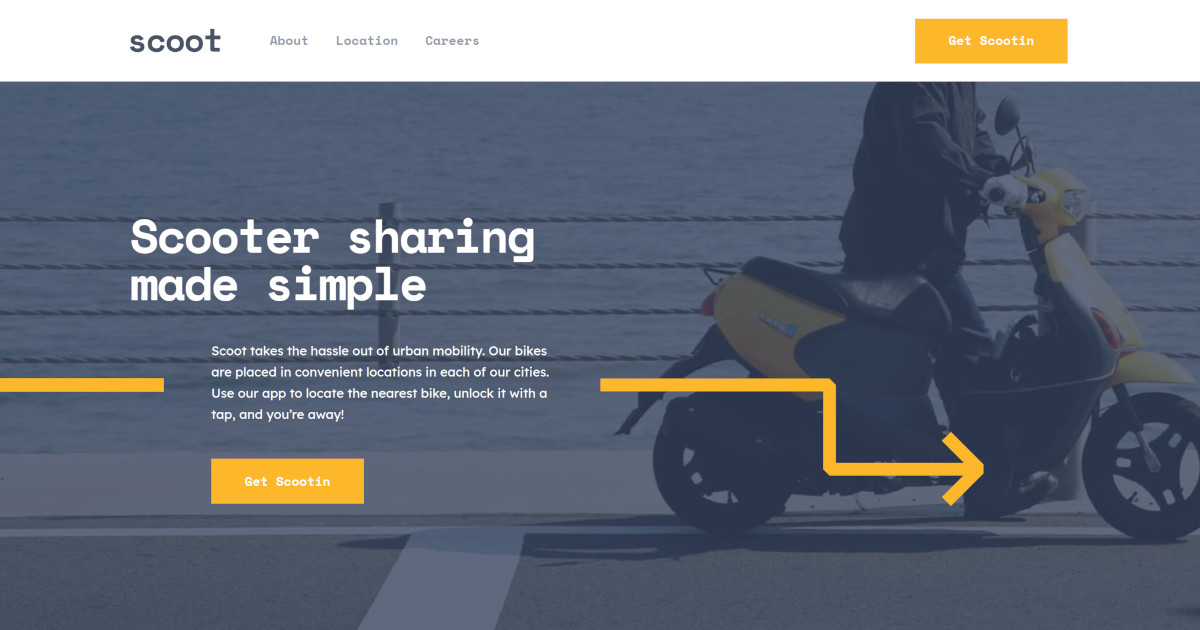 scoot
About
Location
Careers
Get Scootin
Scooter sharing
made simple
Scoot takes the hassle out of urban mobility. Our bikes
are placed in convenient locations in each of our cities.
Use our app to locate the nearest bike, unlock it with a
tap, and you’re away!
Get Scootin